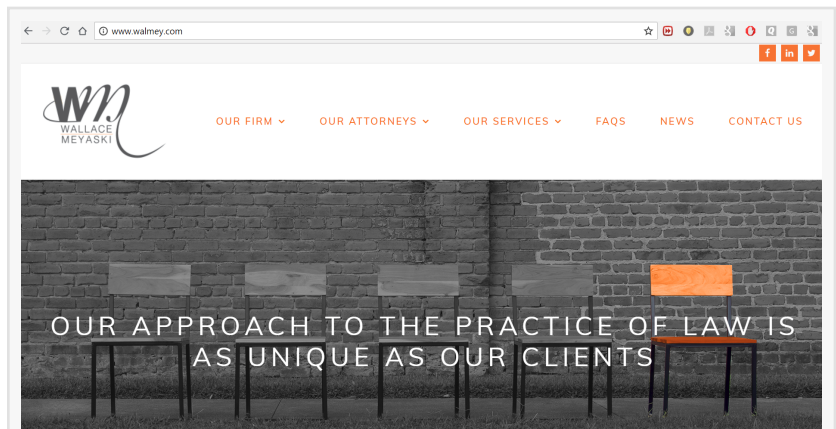 www.walmey.com
f in
WM
WALLACE
MEYASKI
OUR FIRM
OUR ATTORNEYS
OUR SERVICES
FAQS
NEWS
CONTACT US
OUR APPROACH TO THE PRACTICE OF LAW IS
AS UNIQUE AS OUR CLIENTS